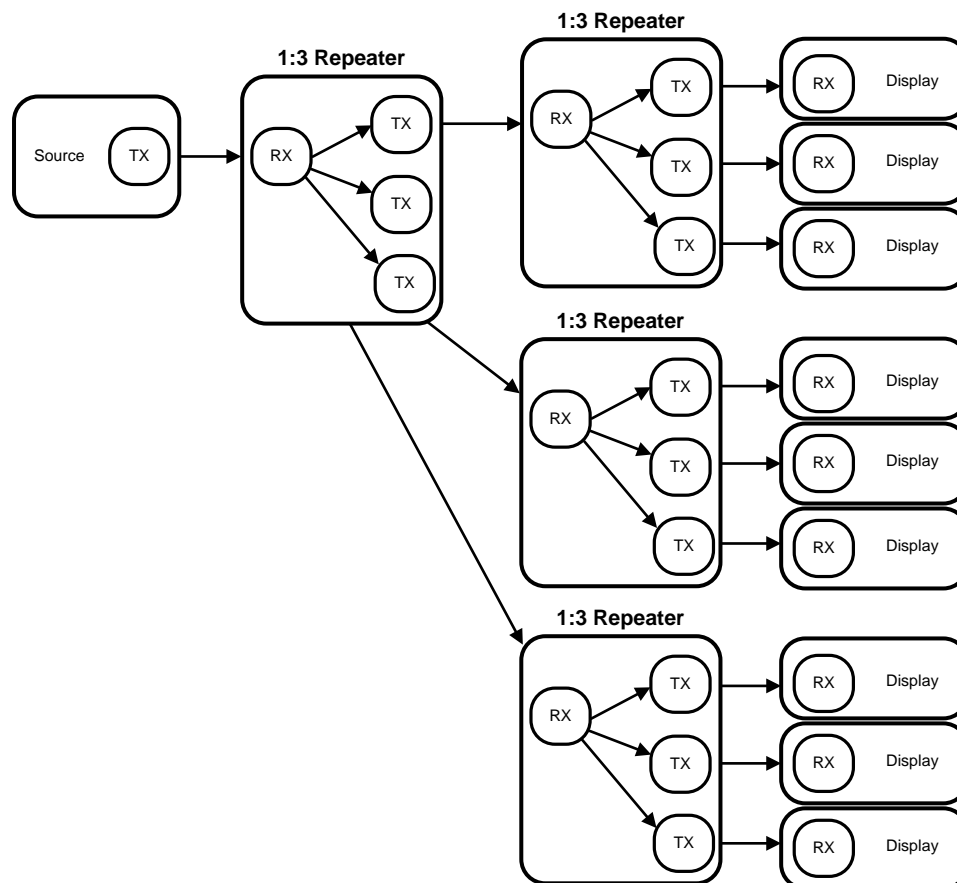 1:3 Repeater
1:3 Repeater
Source TX
RX TX
TX
TX
RX TX
TX
TX
RX Display
RX Display
RX Display
1:3 Repeater
RX TX
TX
TX
RX Display
RX Display
RX Display
1:3 Repeater
RX TX
TX
TX
RX Display
RX Display
RX Display